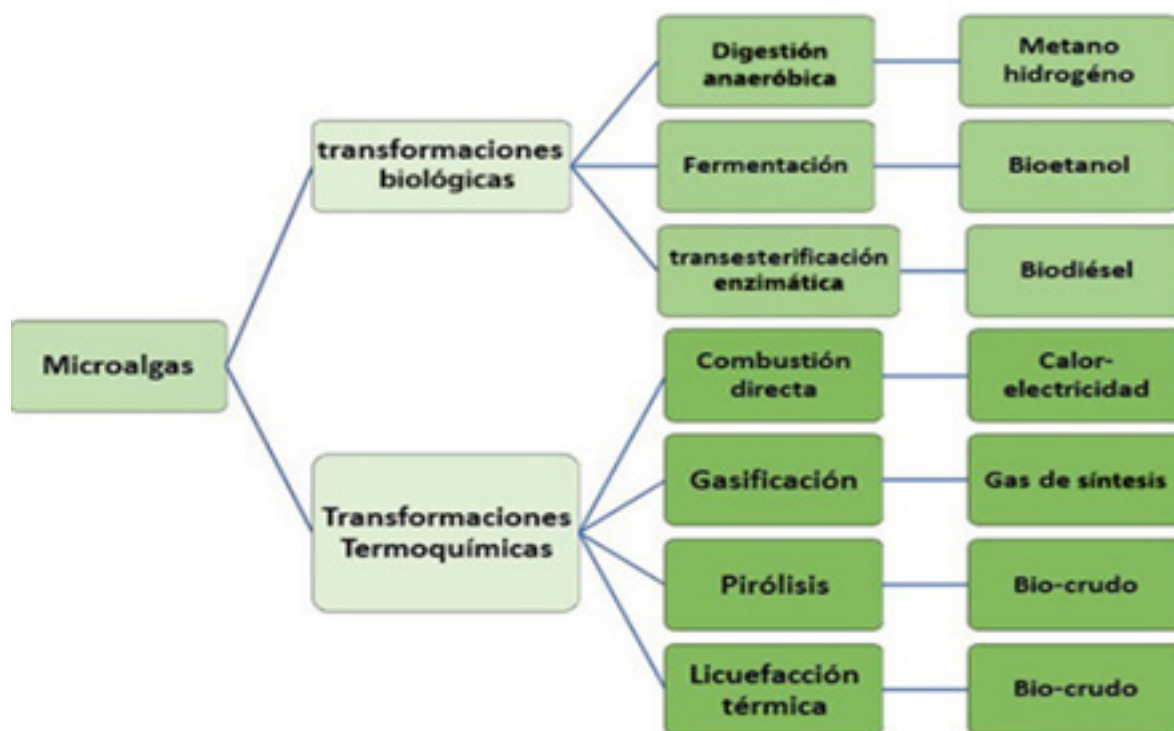 Microalgas
transformaciones
biológicas
Digestión
anaeróbica
Metano
hidrogéno
Fermentación
Bioetanol
transesterificación
enzimática
Biodiésel
Transformaciones
Termoquímicas
Combustión
directa
Calor-
electricidad
Gasificación
Gas de síntesis
Pirólisis
Bio-crudo
Licuefacción
térmica
Bio-crudo